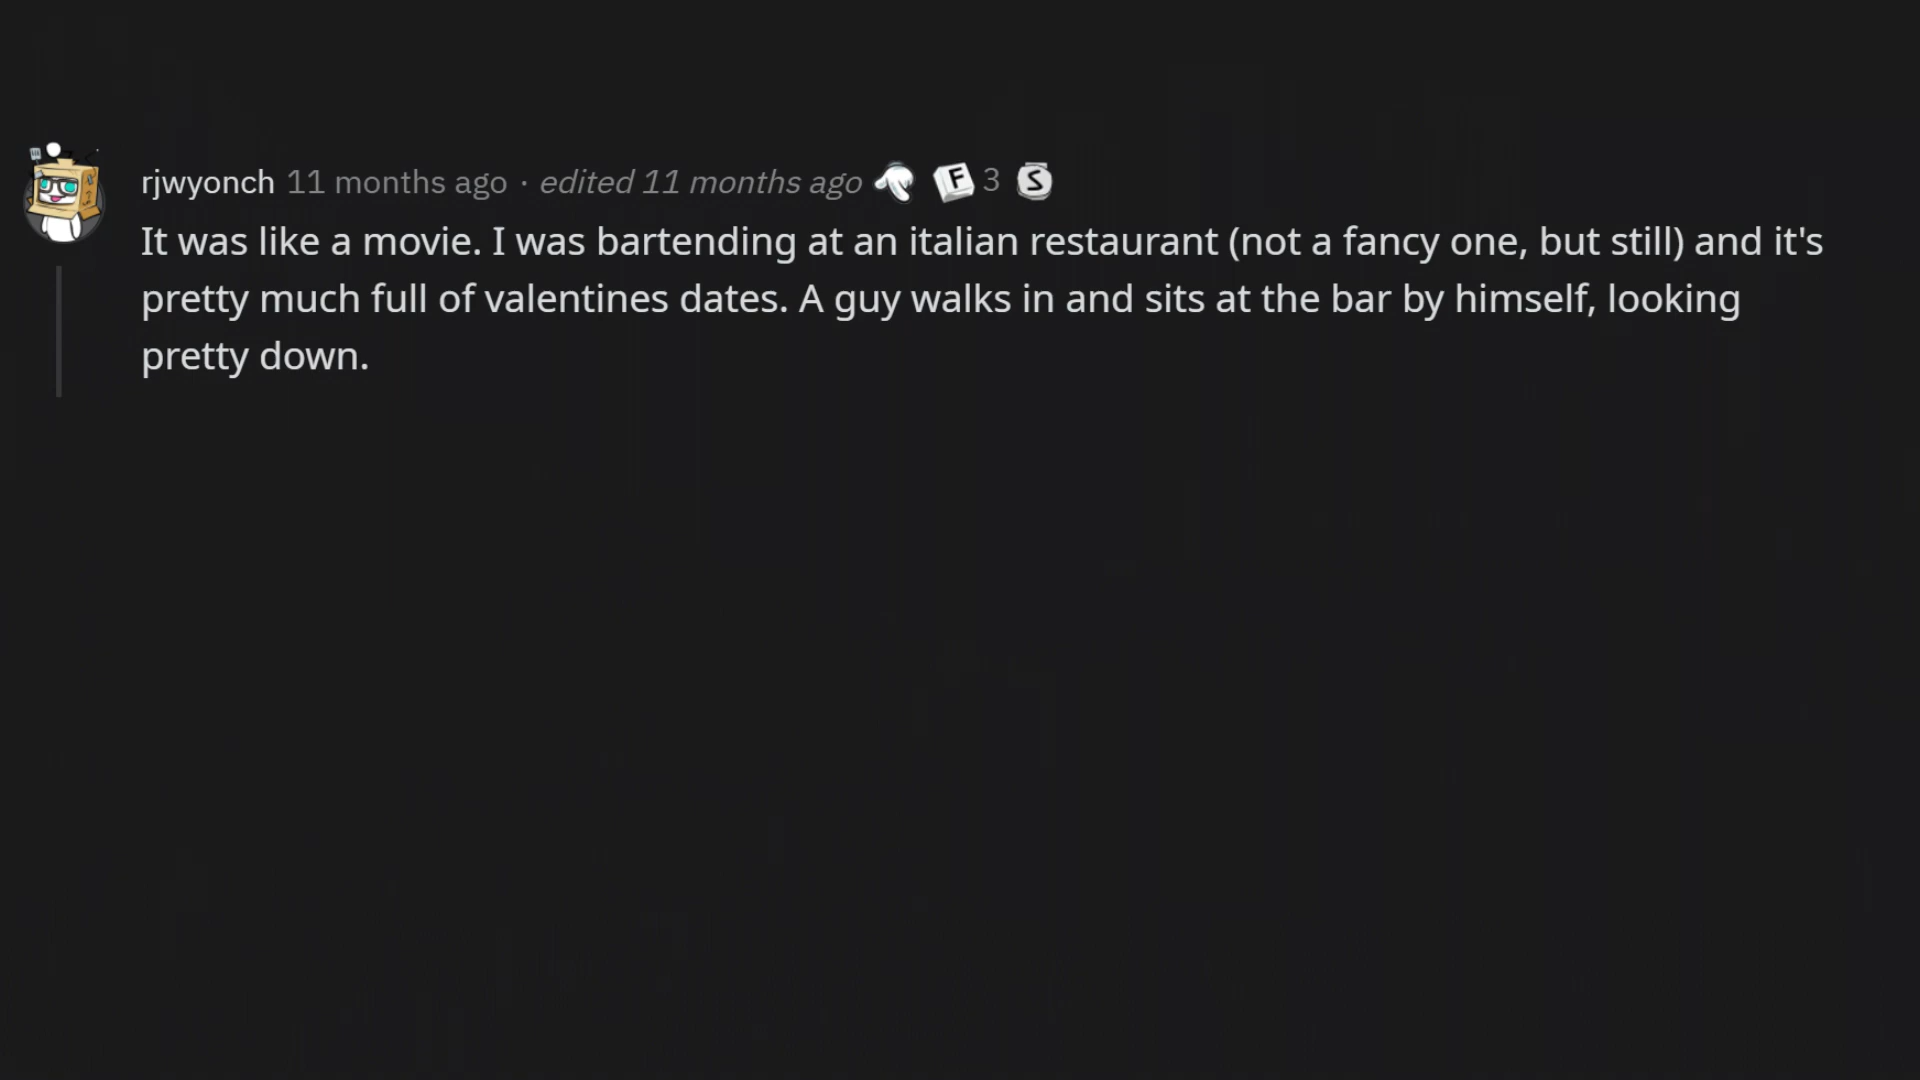 rjwyonch 11 months ago · edited 11 months ago F 3 S
It was like a movie. I was bartending at an italian restaurant (not a fancy one, but still) and it's
pretty much full of valentines dates. A guy walks in and sits at the bar by himself, looking
pretty down.